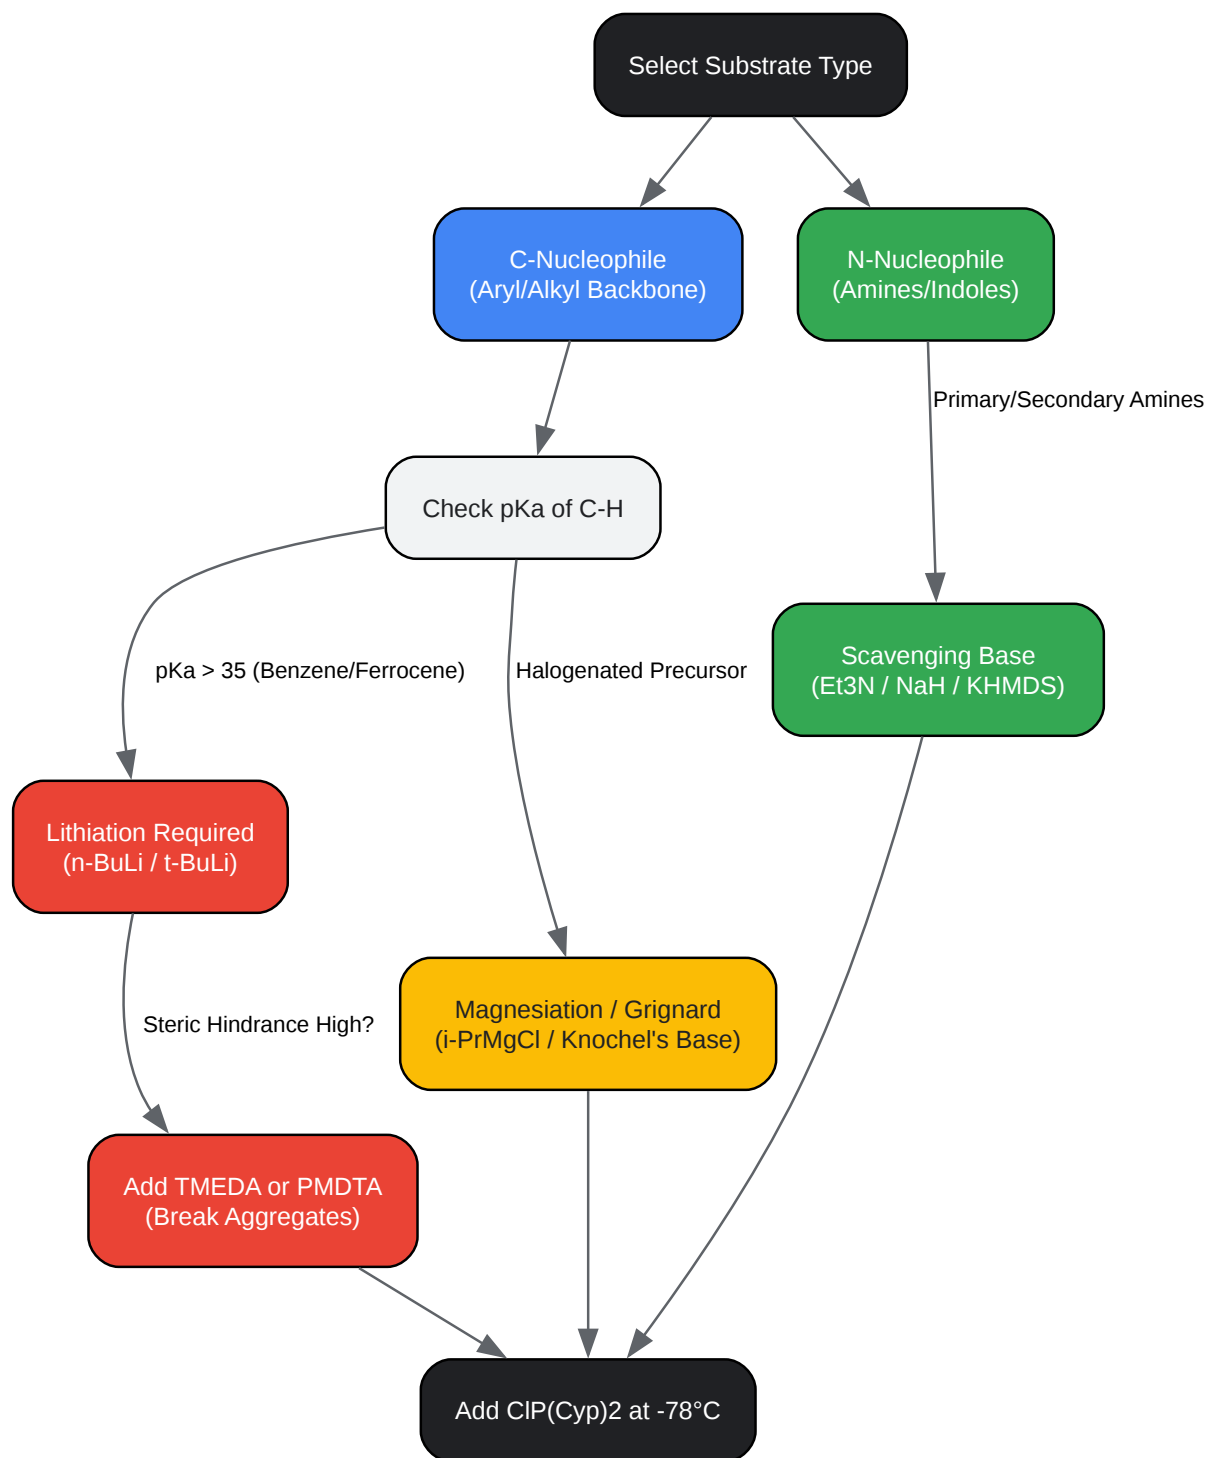 Select Substrate Type
C-Nucleophile
(Aryl/Alkyl Backbone)
N-Nucleophile
(Amines/Indoles)
Primary/Secondary Amines
Check pKa of C-H
pKa > 35 (Benzene/Ferrocene)
Halogenated Precursor
Scavenging Base
(Et3N / NaH / KHMDS)
Lithiation Required
(n-BuLi / t-BuLi)
Steric Hindrance High?
Magnesiation / Grignard
(i-PrMgCl / Knochel's Base)
Add TMEDA or PMDTA
(Break Aggregates)
Add ClP(Cyp)2 at -78°C